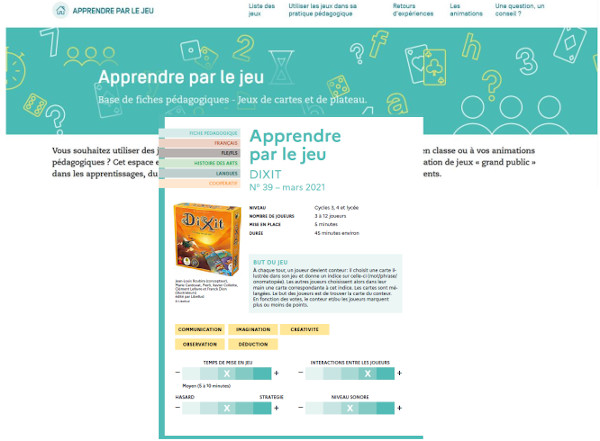 APPRENDRE PAR LE JEU
Liste des
jeux
Utiliser les jeux dans sa
pratique pédagogique
Retours
d'expériences
Les
animations
Une question, un
conseil ?
Apprendre par le jeu
Base de fiches pédagogiques - Jeux de cartes et de plateau.
Vous souhaitez utiliser des j
en classe ou à vos animations
pédagogiques ? Cet espace e
ation de jeux « grand public »
dans les apprentissages, du
ents.
FICHE PÉDAGOGIQUE
FRANÇAIS
FLE/FLS
HISTOIRE DES ARTS
LANGUES
COOPÉRATIF
Apprendre
par le jeu
DIXIT
N° 39 – mars 2021
DIXIT
NIVEAU Cycles 3, 4 et lycée
NOMBRE DE JOUEURS 3 à 12 joueurs
MISE EN PLACE 5 minutes
DURÉE 45 minutes environ
Jean-Louis Roubira (concepteur),
édité par Libellud.
BUT DU JEU
À chaque tour, un joueur devient conteur : il choisit une carte il-
lustrée dans son jeu et donne un indice sur celle-ci (mot/phrase/
onomatopée). Les autres joueurs choisissent alors dans leur
main une carte correspondante à cet indice. Les cartes sont mé-
langées. Le but des joueurs est de trouver la carte du conteur.
En fonction des votes, le conteur et/ou les joueurs marquent
plus ou moins de points.
COMMUNICATION IMAGINATION CRÉATIVITÉ
OBSERVATION DÉDUCTION
TEMPS DE MISE EN JEU INTERACTIONS ENTRE LES JOUEURS
– X + – X +
Moyen (5 à 10 minutes)
HASARD STRATÉGIE NIVEAU SONORE
X – X +